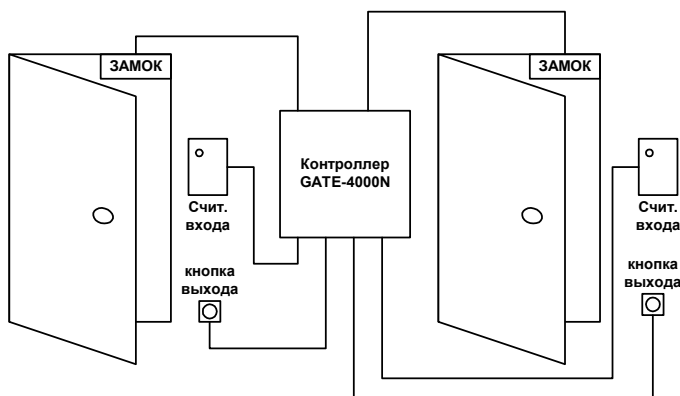 ЗАМОК
ЗАМОК
Контроллер
GATE-4000N
Счит.
входа
Счит.
входа
кнопка
выхода
кнопка
выхода